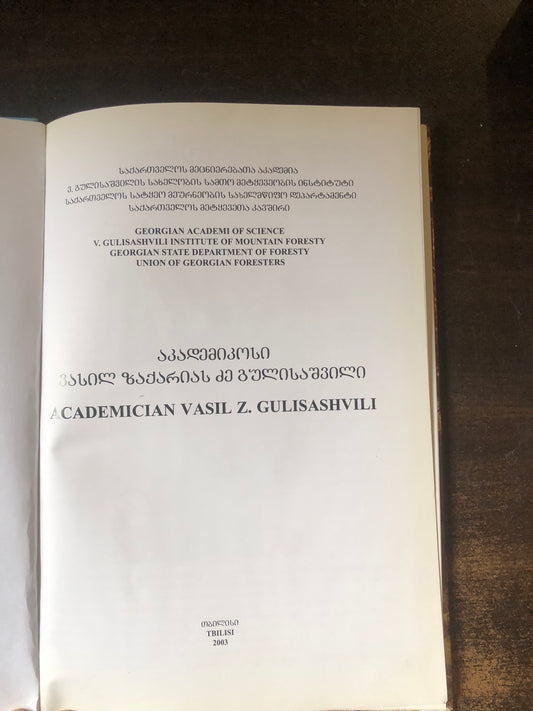 საქართველოს მეცნიერებათა აკადემია
ვ. გულისაშვილის სახელობის სამთო მეტყევეობის ინსტიტუტი
საქართველოს სატყეო მეურნეობის სახელმწიფო დეპარტამენტი
საქართველოს მეტყევეთა კავშირი
GEORGIAN ACADEMI OF SCIENCE
V. GULISASHVILI INSTITUTE OF MOUNTAIN FORESTY
GEORGIAN STATE DEPARTMENT OF FORESTY
UNION OF GEORGIAN FORESTERS
აკადემიკოსი
ვასილ ზაქარიას ძე გულისაშვილი
ACADEMICIAN VASIL Z. GULISASHVILI
თბილისი
TBILISI
2003